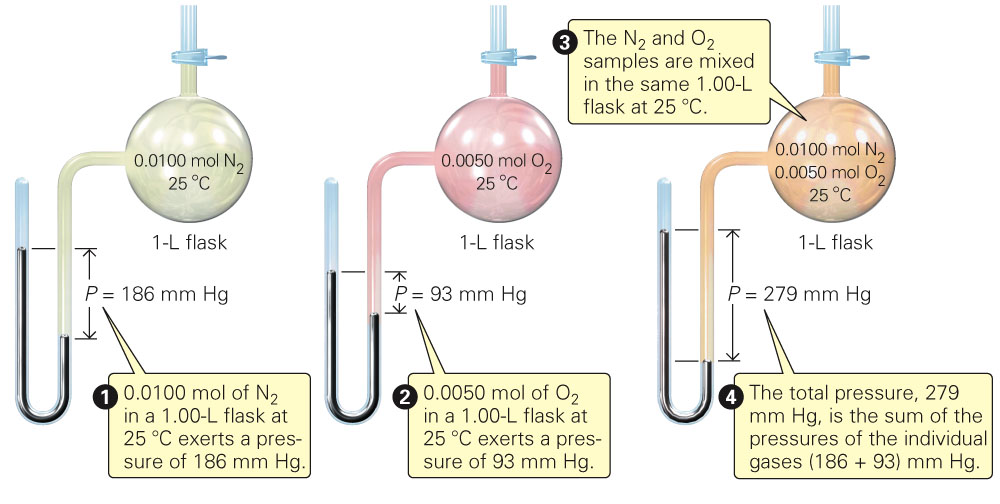 0.0100 mol N₂
25 °C
1-L flask
P = 186 mm Hg
1 0.0100 mol of N₂
in a 1.00-L flask at
25 °C exerts a pres-
sure of 186 mm Hg.
0.0050 mol O₂
25 °C
1-L flask
P = 93 mm Hg
2 0.0050 mol of O₂
in a 1.00-L flask at
25 °C exerts a pres-
sure of 93 mm Hg.
3 The N₂ and O₂
samples are mixed
in the same 1.00-L
flask at 25 °C.
0.0100 mol N₂
0.0050 mol O₂
25 °C
1-L flask
P = 279 mm Hg
4 The total pressure, 279
mm Hg, is the sum of the
pressures of the individual
gases (186 + 93) mm Hg.